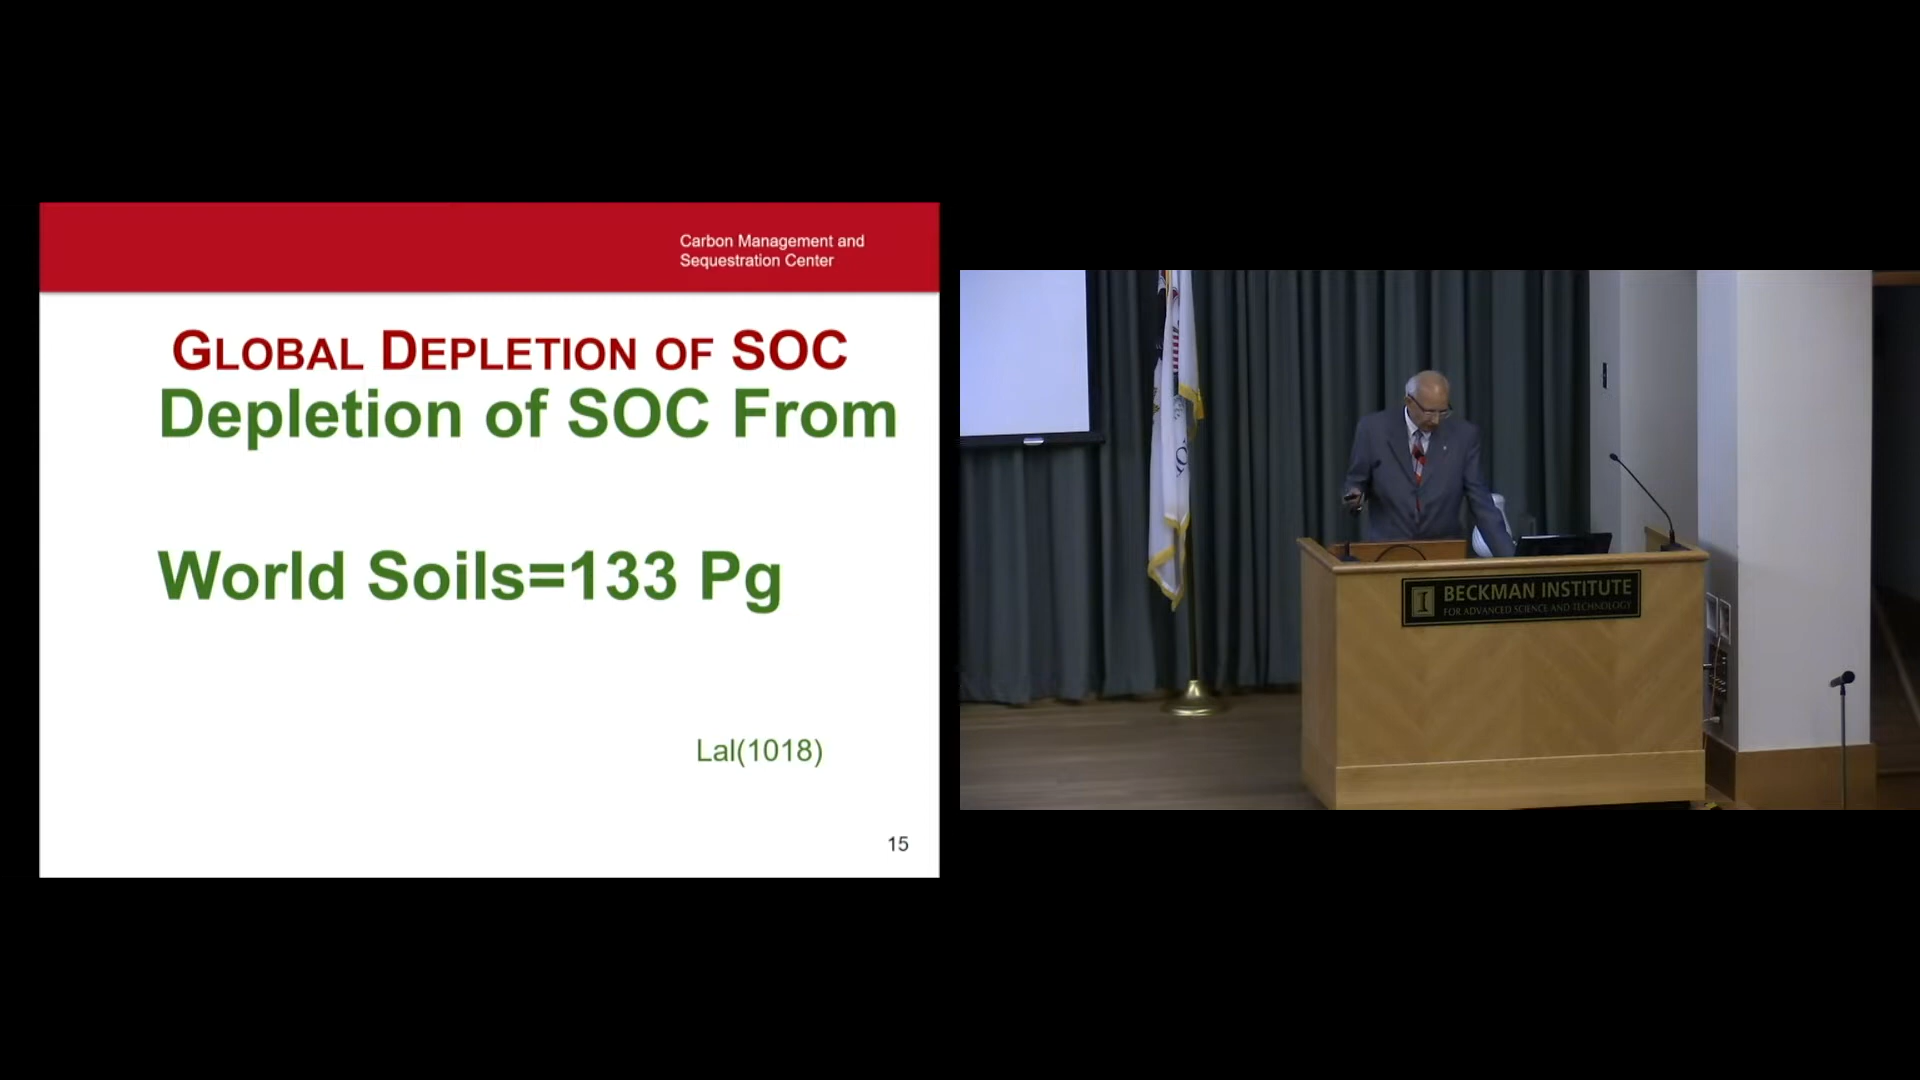 Carbon Management and
Sequestration Center
GLOBAL DEPLETION OF SOC
Depletion of SOC From
World Soils=133 Pg
Lal(1018)
15
I BECKMAN INSTITUTE
FOR ADVANCED SCIENCE AND TECHNOLOGY